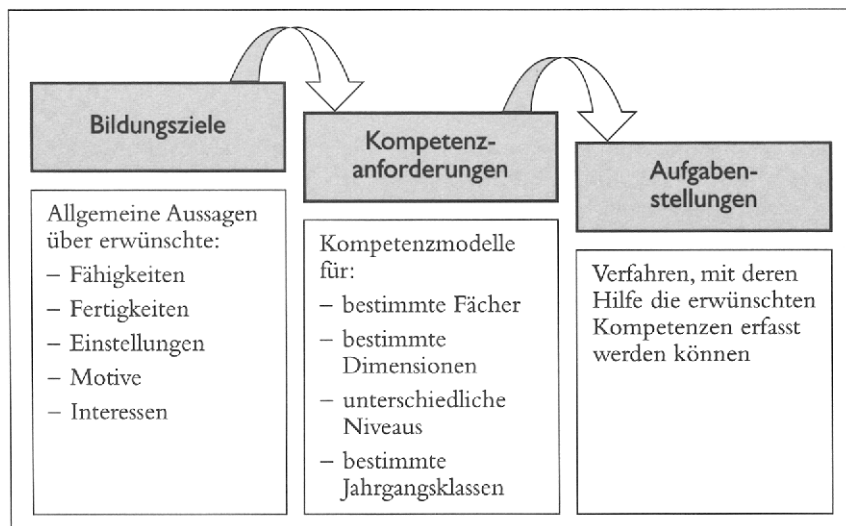 Bildungsziele
Allgemeine Aussagen
über erwünschte:
– Fähigkeiten
– Fertigkeiten
– Einstellungen
– Motive
– Interessen
Kompetenz-
anforderungen
Kompetenzmodelle
für:
– bestimmte Fächer
– bestimmte
Dimensionen
– unterschiedliche
Niveaus
– bestimmte
Jahrgangsklassen
Aufgaben-
stellungen
Verfahren, mit deren
Hilfe die erwünschten
Kompetenzen erfasst
werden können